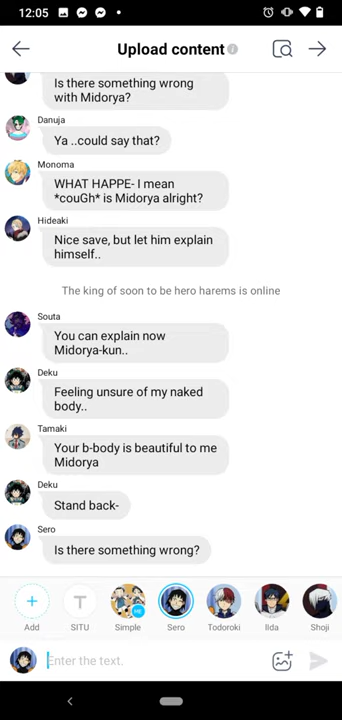 12:05
Upload content
Is there something wrong
with Midorya?
Danuja
Ya ..could say that?
Monoma
WHAT HAPPE- I mean
*couGh* is Midorya alright?
Hideaki
Nice save, but let him explain
himself..
The king of soon to be hero harems is online
Souta
You can explain now
Midorya-kun..
Deku
Feeling unsure of my naked
body..
Tamaki
Your b-body is beautiful to me
Midorya
Deku
Stand back-
Sero
Is there something wrong?
Add
SITU
Simple
Sero
Todoroki
Iida
Shoji
Enter the text.